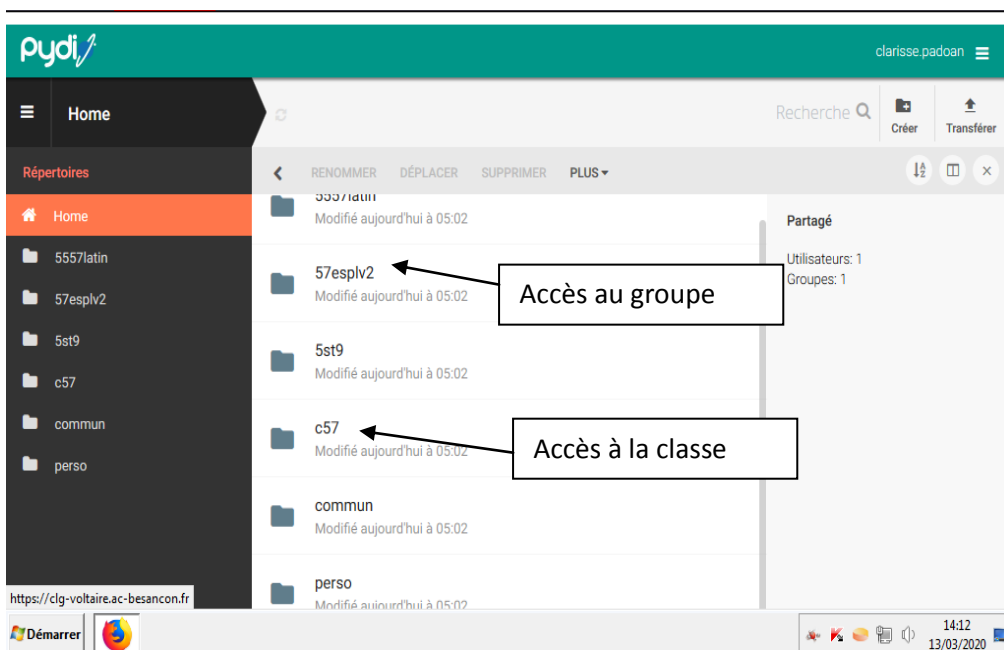 pydi
clarisse.padoan
Home
Recherche
Créer
Transférer
Répertoires
RENOMMER DÉPLACER SUPPRIMER PLUS
Home
5557latin
57esplv2
5st9
c57
commun
perso
5557latin
Modifié aujourd'hui à 05:02
57esplv2
Modifié aujourd'hui à 05:02
5st9
Modifié aujourd'hui à 05:02
c57
Modifié aujourd'hui à 05:02
commun
Modifié aujourd'hui à 05:02
perso
Modifié aujourd'hui à 05:02
Accès au groupe
Accès à la classe
Partagé
Utilisateurs: 1
Groupes: 1
https://clg-voltaire.ac-besancon.fr
Démarrer
14:12
13/03/2020